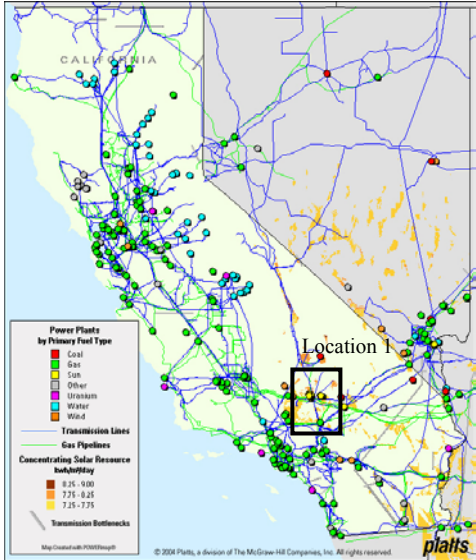 CALIFORNIA
Location 1
Power Plants
by Primary Fuel Type
Coal
Gas
Sun
Other
Uranium
Water
Wind
Transmission Lines
Gas Pipelines
Concentrating Solar Resource
kwh/m²/day
8.25 - 9.00
7.75 - 8.25
7.25 - 7.75
Transmission Bottlenecks
Map Created with POWERmap®
© 2004 Platts, a division of The McGraw-Hill Companies, Inc. All rights reserved.
platts